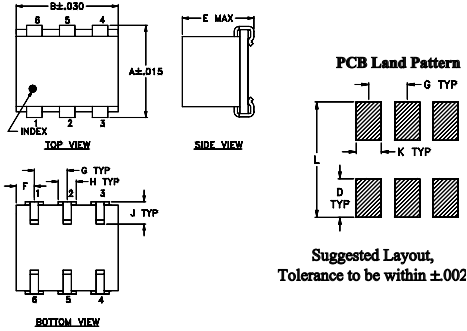 B±.030
E MAX
6 5 4
A±.015
INDEX
1 2 3
TOP VIEW
SIDE VIEW
PCB Land Pattern
G TYP
K TYP
L
D
TYP
G TYP
H TYP
F
1 2 3
J TYP
6 5 4
BOTTOM VIEW
Suggested Layout,
Tolerance to be within ±.002